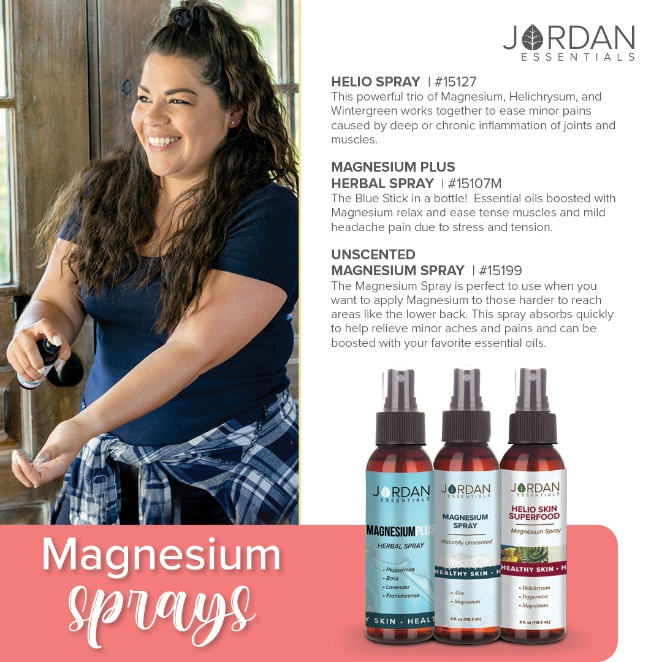 JORDAN
ESSENTIALS
HELIO SPRAY | #15127
This powerful trio of Magnesium, Helichrysum, and
Wintergreen works together to ease minor pains
caused by deep or chronic inflammation of joints and
muscles.
MAGNESIUM PLUS
HERBAL SPRAY | #15107M
The Blue Stick in a bottle! Essential oils boosted with
Magnesium relax and ease tense muscles and mild
headache pain due to stress and tension.
UNSCENTED
MAGNESIUM SPRAY | #15199
The Magnesium Spray is perfect to use when you
want to apply Magnesium to those harder to reach
areas like the lower back. This spray absorbs quickly
to help relieve minor aches and pains and can be
boosted with your favorite essential oils.
JORDAN
ESSENTIALS
MAGNESIUMPLUS
HERBAL SPRAY
• Peppermint
• Basil
• Lavender
• Frankincense
Y SKIN • HEALT
JORDAN
ESSENTIALS
MAGNESIUM
SPRAY
Naturally Unscented
HEALTHY SKIN • H
• Aloe
• Magnesium
4 fl oz (118.3 mL)
JORDAN
ESSENTIALS
HELIO SKIN
SUPERFOOD
Magnesium Spray
HEALTHY SKIN • H
• Helichrysum
• Peppermint
• Magnesium
4 fl oz (118.3 mL)
Magnesium
sprays